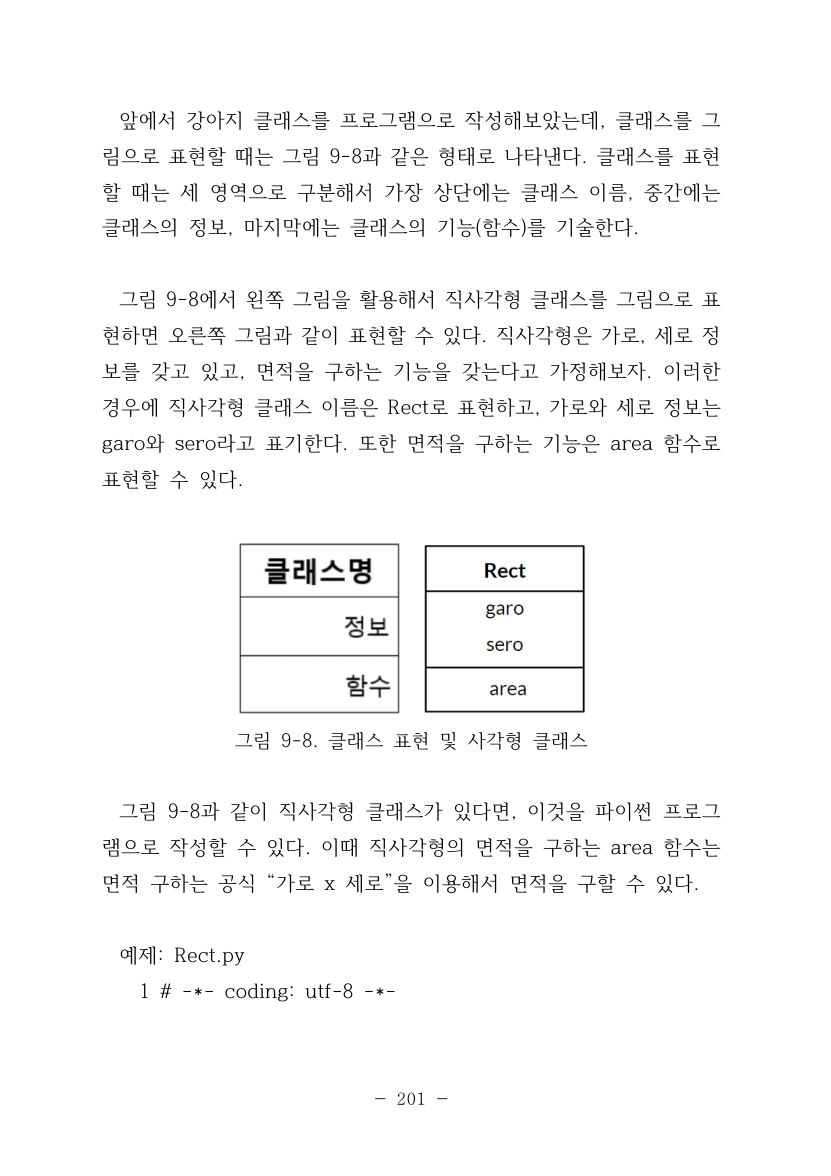 앞에서 강아지 클래스를 프로그램으로 작성해보았는데, 클래스를 그
림으로 표현할 때는 그림 9-8과 같은 형태로 나타낸다. 클래스를 표현
할 때는 세 영역으로 구분해서 가장 상단에는 클래스 이름, 중간에는
클래스의 정보, 마지막에는 클래스의 기능(함수)를 기술한다.
그림 9-8에서 왼쪽 그림을 활용해서 직사각형 클래스를 그림으로 표
현하면 오른쪽 그림과 같이 표현할 수 있다. 직사각형은 가로, 세로 정
보를 갖고 있고, 면적을 구하는 기능을 갖는다고 가정해보자. 이러한
경우에 직사각형 클래스 이름은 Rect로 표현하고, 가로와 세로 정보는
garo와 sero라고 표기한다. 또한 면적을 구하는 기능은 area 함수로
표현할 수 있다.
클래스명
정보
함수
Rect
garo
sero
area
그림 9-8. 클래스 표현 및 사각형 클래스
그림 9-8과 같이 직사각형 클래스가 있다면, 이것을 파이썬 프로그
램으로 작성할 수 있다. 이때 직사각형의 면적을 구하는 area 함수는
면적 구하는 공식 “가로 x 세로”을 이용해서 면적을 구할 수 있다.
예제: Rect.py
1 # -*- coding: utf-8 -*-
- 201 -